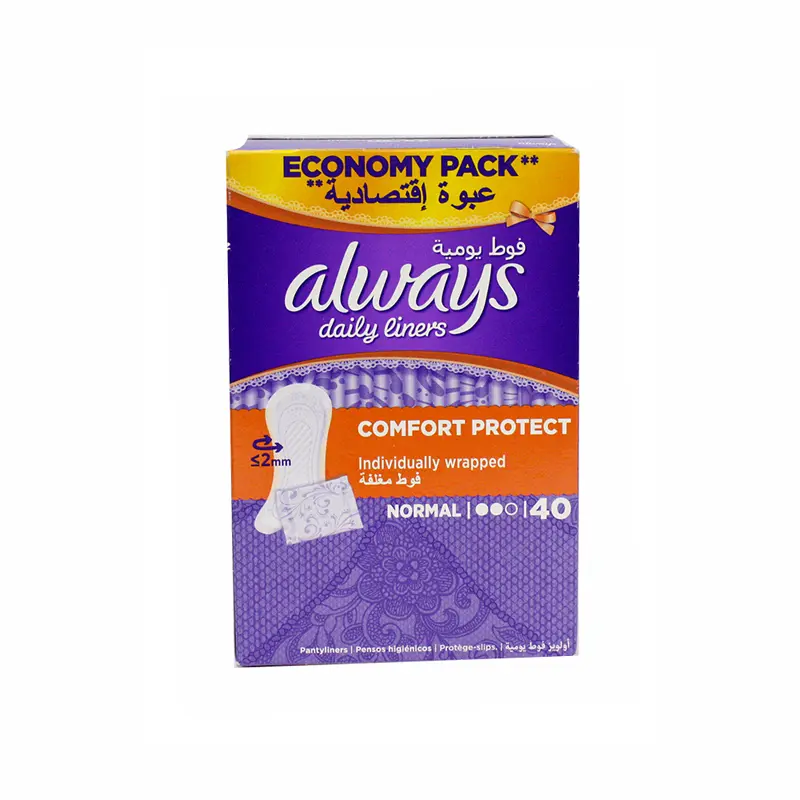 ECONOMY PACK**
عبوة إقتصادية**
فوط يومية
always
daily liners
COMFORT PROTECT
≤2mm
Individually wrapped
فوط مغلفة
NORMAL | 40
Pantyliners | Pensos higiénicos | Protège-slips. | أولويز فوط يومية